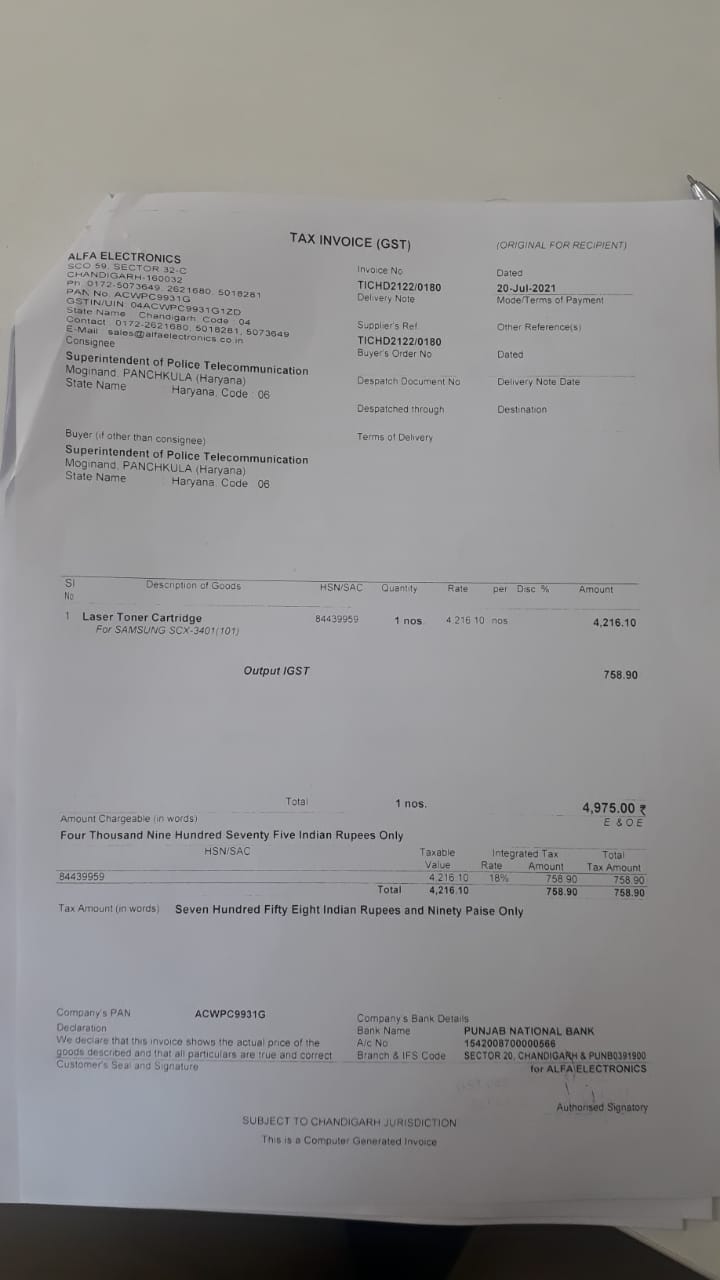 TAX INVOICE (GST)
(ORIGINAL FOR RECIPIENT)
ALFA ELECTRONICS
SCO 59, SECTOR 32-C
CHANDIGARH-160032
Ph. 0172-5073649, 2621680, 5018281
PAN No. ACWPC9931G
GSTIN/UIN: 04ACWPC9931G1ZD
State Name : Chandigarh, Code : 04
Contact : 0172-2621680, 5018281, 5073649
E-Mail : sales@alfaelectronics.co.in
Invoice No.
TICHD2122/0180
Dated
20-Jul-2021
Delivery Note
Mode/Terms of Payment
Supplier's Ref.
TICHD2122/0180
Other Reference(s)
Buyer's Order No.
Dated
Despatch Document No.
Delivery Note Date
Despatched through
Destination
Terms of Delivery
Consignee
Superintendent of Police Telecommunication
Moginand, PANCHKULA (Haryana)
State Name Haryana, Code : 06
Buyer (if other than consignee)
Superintendent of Police Telecommunication
Moginand, PANCHKULA (Haryana)
State Name Haryana, Code : 06
Sl No. Description of Goods HSN/SAC Quantity Rate per Disc. % Amount
1 Laser Toner Cartridge 84439959 1 nos. 4,216.10 nos. 4,216.10
For SAMSUNG SCX-3401(101)
Output IGST 758.90
Total 1 nos. 4,975.00 ₹
Amount Chargeable (in words) E. & O.E
Four Thousand Nine Hundred Seventy Five Indian Rupees Only
HSN/SAC Taxable Value Integrated Tax Rate Amount Total Tax Amount
84439959 4,216.10 18% 758.90 758.90
Total 4,216.10 758.90 758.90
Tax Amount (in words) Seven Hundred Fifty Eight Indian Rupees and Ninety Paise Only
Company's PAN ACWPC9931G
Declaration
We declare that this invoice shows the actual price of the
goods described and that all particulars are true and correct.
Customer's Seal and Signature
Company's Bank Details
Bank Name PUNJAB NATIONAL BANK
A/c No. 1542008700000566
Branch & IFS Code SECTOR 20, CHANDIGARH & PUNB0391900
for ALFA ELECTRONICS
Authorised Signatory
SUBJECT TO CHANDIGARH JURISDICTION
This is a Computer Generated Invoice